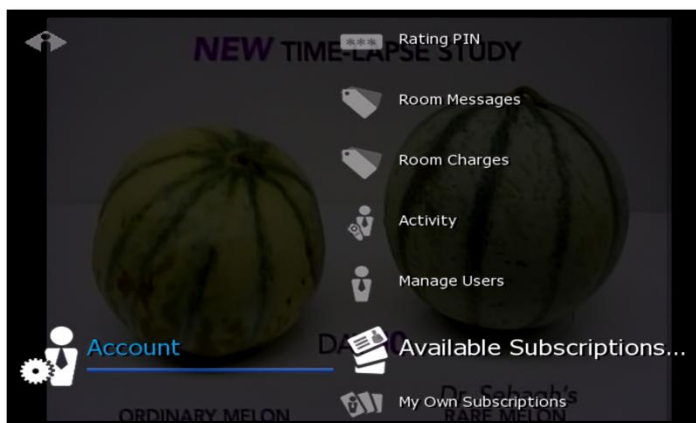 NEW TIME-LAPSE STUDY
***
Rating PIN
Room Messages
Room Charges
Activity
Manage Users
Account
Available Subscriptions...
My Own Subscriptions
Dr. Sebagh's
ORDINARY MELON
RARE MELON